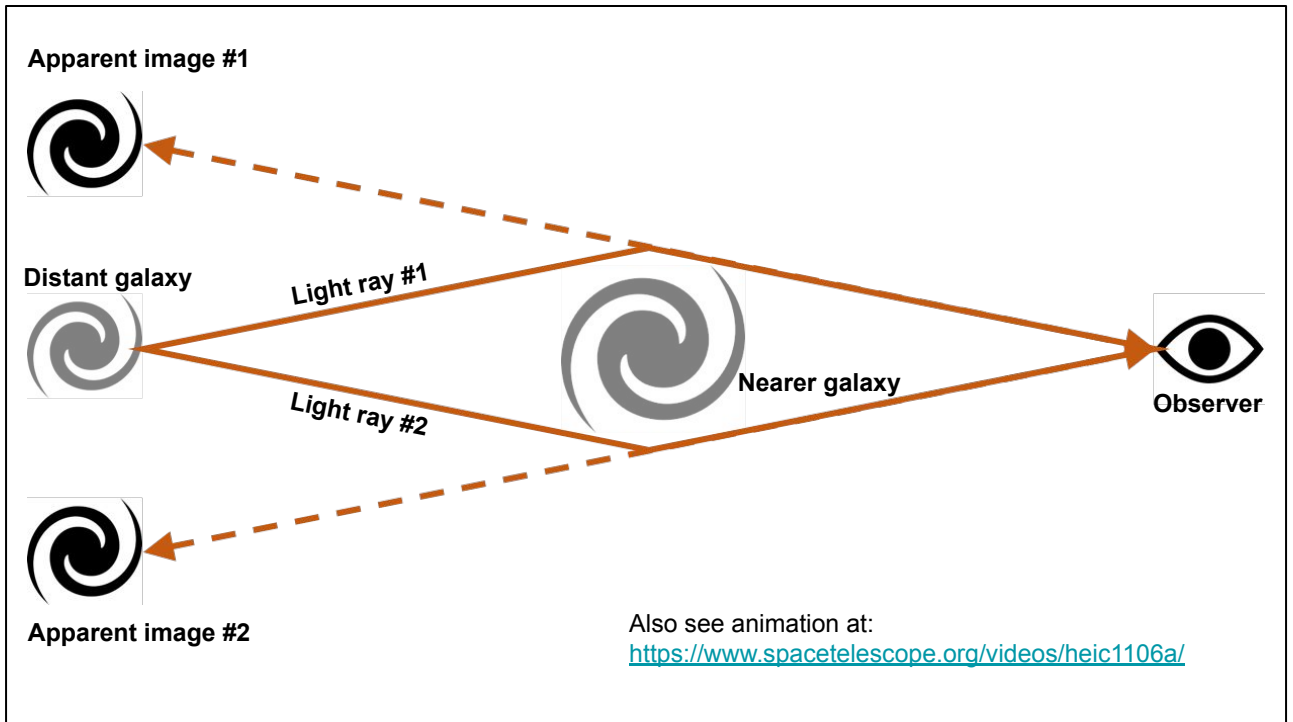 Apparent image #1
Distant galaxy
Light ray #1
Nearer galaxy
Light ray #2
Observer
Apparent image #2
Also see animation at:
https://www.spacetelescope.org/videos/heic1106a/